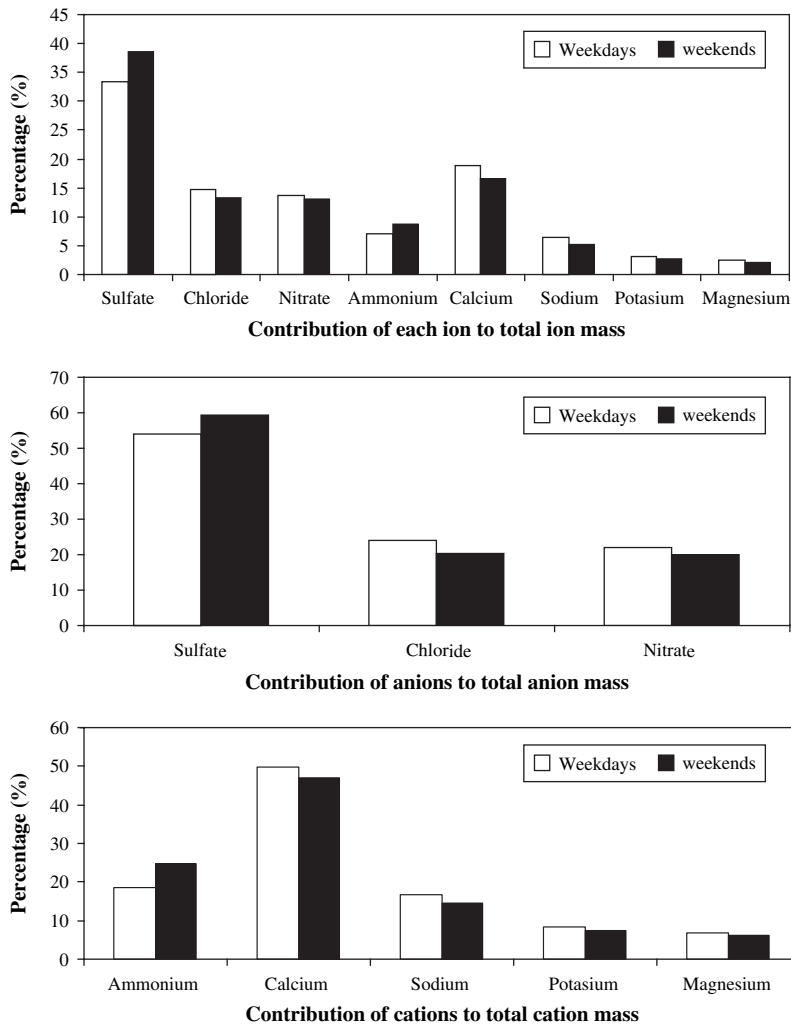 45
40
35
30
25
20
15
10
5
0
Percentage (%)
Weekdays weekends
Sulfate Chloride Nitrate Ammonium Calcium Sodium Potasium Magnesium
Contribution of each ion to total ion mass
70
60
50
40
30
20
10
0
Percentage (%)
Weekdays weekends
Sulfate Chloride Nitrate
Contribution of anions to total anion mass
60
50
40
30
20
10
0
Percentage (%)
Weekdays weekends
Ammonium Calcium Sodium Potasium Magnesium
Contribution of cations to total cation mass